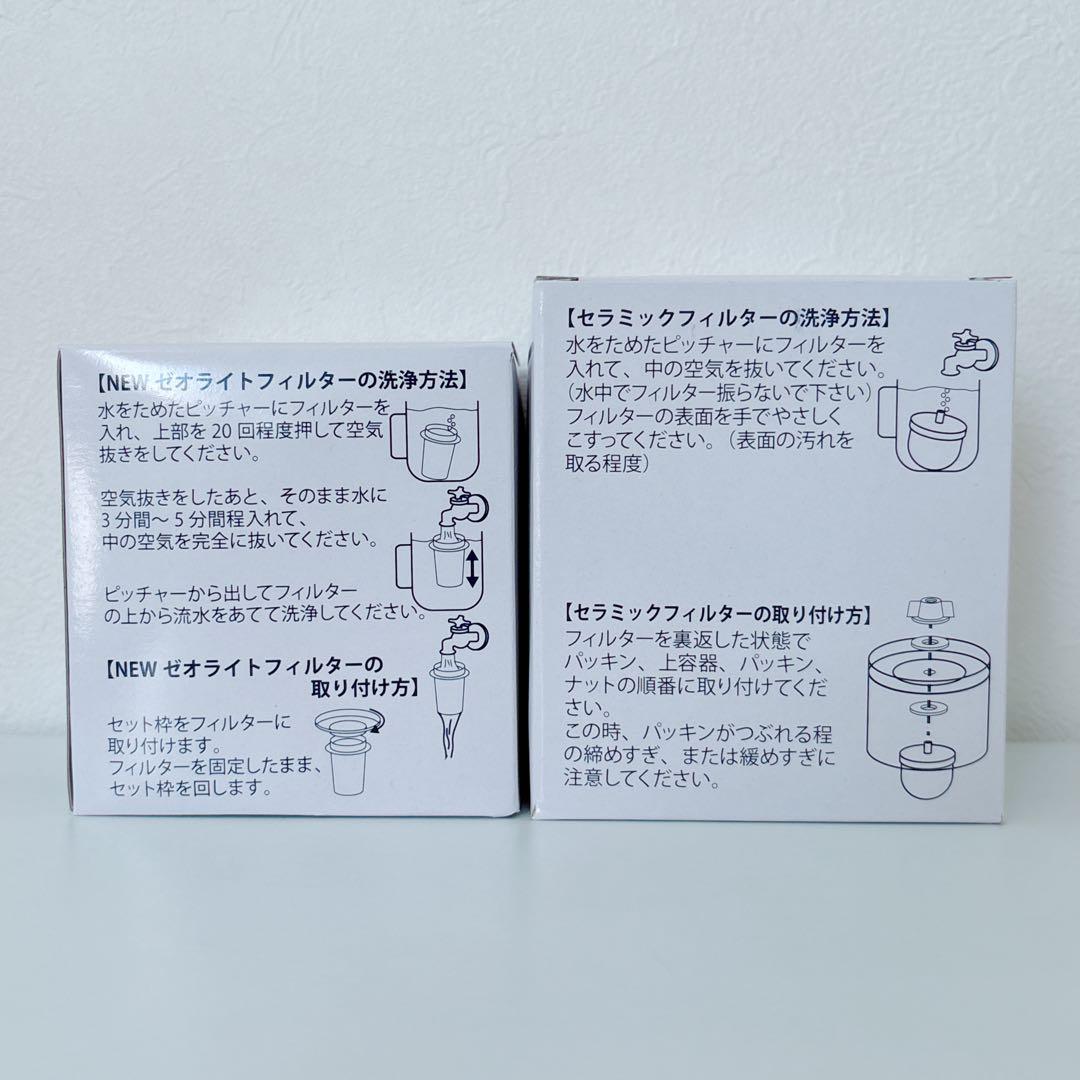 【NEW ゼオライトフィルターの洗浄方法】
水をためたピッチャーにフィルターを
入れ、上部を 20 回程度押して空気
抜きをしてください。
空気抜きをしたあと、そのまま水に
3 分間〜 5 分間程入れて、
中の空気を完全に抜いてください。
ピッチャーから出してフィルター
の上から流水をあてて洗浄してください。
【NEW ゼオライトフィルターの
取り付け方】
セット枠をフィルターに
取り付けます。
フィルターを固定したまま、
セット枠を回します。
【セラミックフィルターの洗浄方法】
水をためたピッチャーにフィルターを
入れて、中の空気を抜いてください。
（水中でフィルター振らないで下さい）
フィルターの表面を手でやさしく
こすってください。（表面の汚れを
取る程度）
【セラミックフィルターの取り付け方】
フィルターを裏返した状態で
パッキン、上容器、パッキン、
ナットの順番に取り付けてくだ
さい。
この時、パッキンがつぶれる程
の締めすぎ、または緩めすぎに
注意してください。